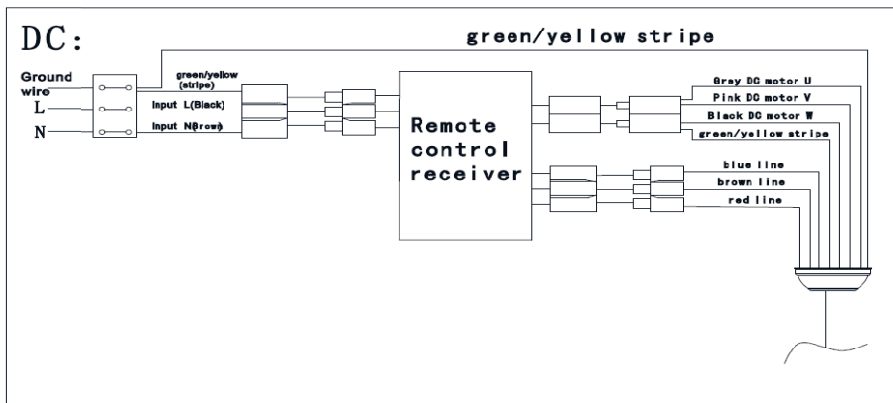 DC:
green/yellow stripe
Ground
wire
L
N
green/yellow
(stripe)
Input L(Black)
Input N(Brown)
Remote
control
receiver
Gray DC motor U
Pink DC motor V
Black DC motor W
green/yellow stripe
blue line
brown line
red line